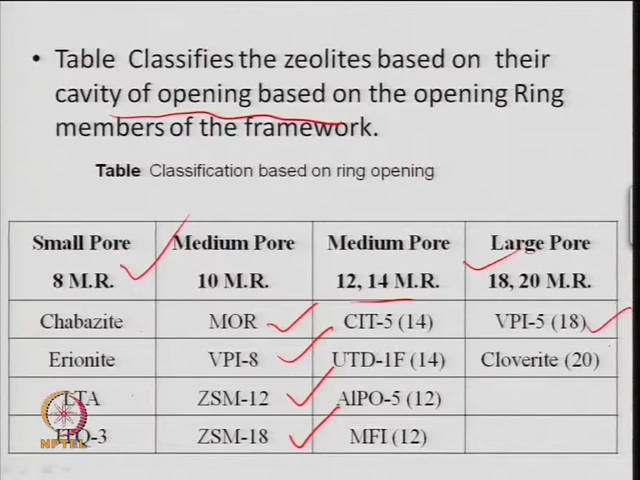 • Table Classifies the zeolites based on their
cavity of opening based on the opening Ring
members of the framework.
Table Classification based on ring opening
Small Pore Medium Pore Medium Pore Large Pore
8 M.R. 10 M.R. 12, 14 M.R. 18, 20 M.R.
Chabazite MOR CIT-5 (14) VPI-5 (18)
Erionite VPI-8 UTD-1F (14) Cloverite (20)
LTA ZSM-12 AlPO-5 (12)
ITQ-3 ZSM-18 MFI (12)
NPTEL